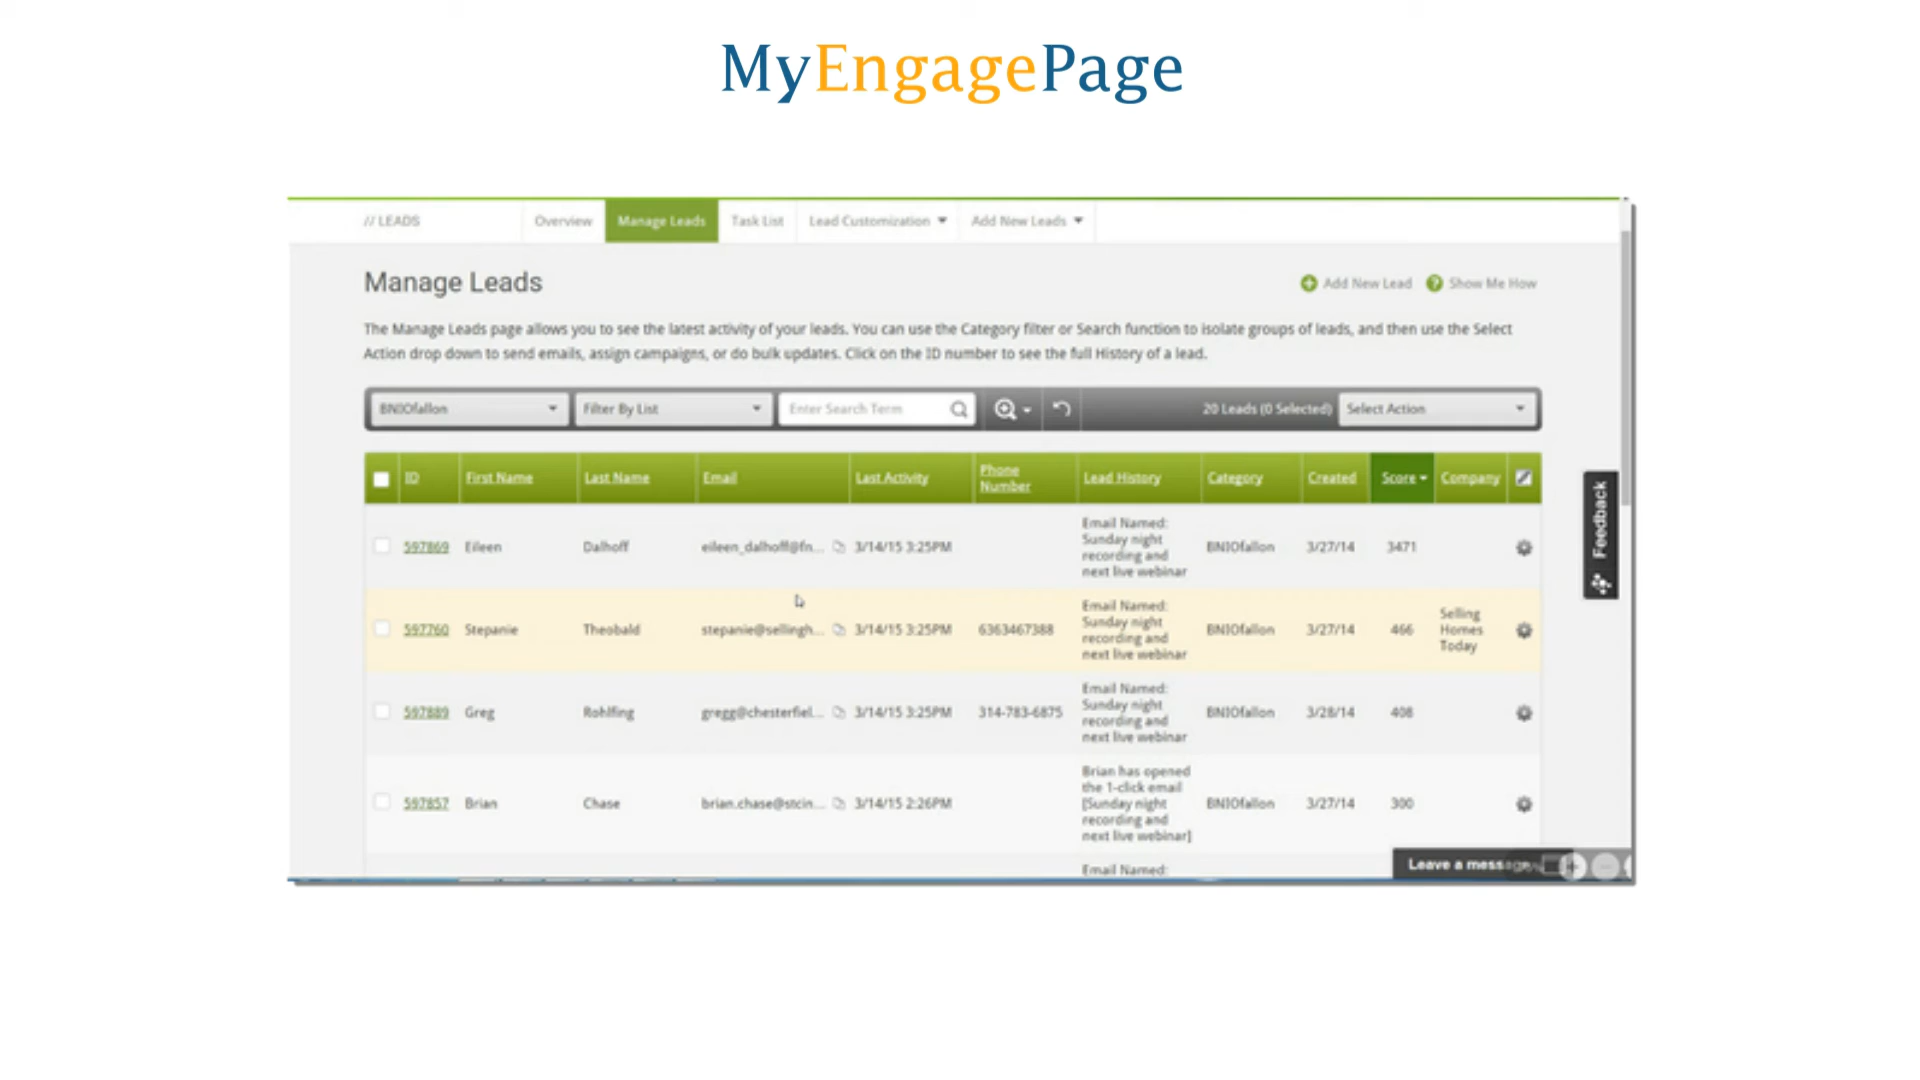 MyEngagePage
// LEADS Overview Manage Leads Task List Lead Customization Add New Leads
Manage Leads Add New Lead Show Me How
The Manage Leads page allows you to see the latest activity of your leads. You can use the Category filter or Search function to isolate groups of leads, and then use the Select
Action drop down to send emails, assign campaigns, or do bulk updates. Click on the ID number to see the full History of a lead.
BNIOfallon Filter By List Enter Search Term 20 Leads (0 Selected) Select Action
ID First Name Last Name Email Last Activity Phone Number Lead History Category Created Score Company
Email Named:
597869 Eileen Dalhoff eileen_dalhoff@fn... 3/14/15 3:25PM Sunday night BNIOfallon 3/27/14 3471
recording and
next live webinar
Email Named: Selling
597760 Stepanie Theobald stepanie@sellingh... 3/14/15 3:25PM 6363467388 Sunday night BNIOfallon 3/27/14 466 Homes
recording and Today
next live webinar
Email Named:
597889 Greg Rohlfing gregg@chesterfiel... 3/14/15 3:25PM 314-783-6875 Sunday night BNIOfallon 3/28/14 408
recording and
next live webinar
Brian has opened
the 1-click email
597857 Brian Chase brian.chase@stcin... 3/14/15 2:26PM [Sunday night BNIOfallon 3/27/14 300
recording and
next live webinar]
Email Named:
Feedback
Leave a message